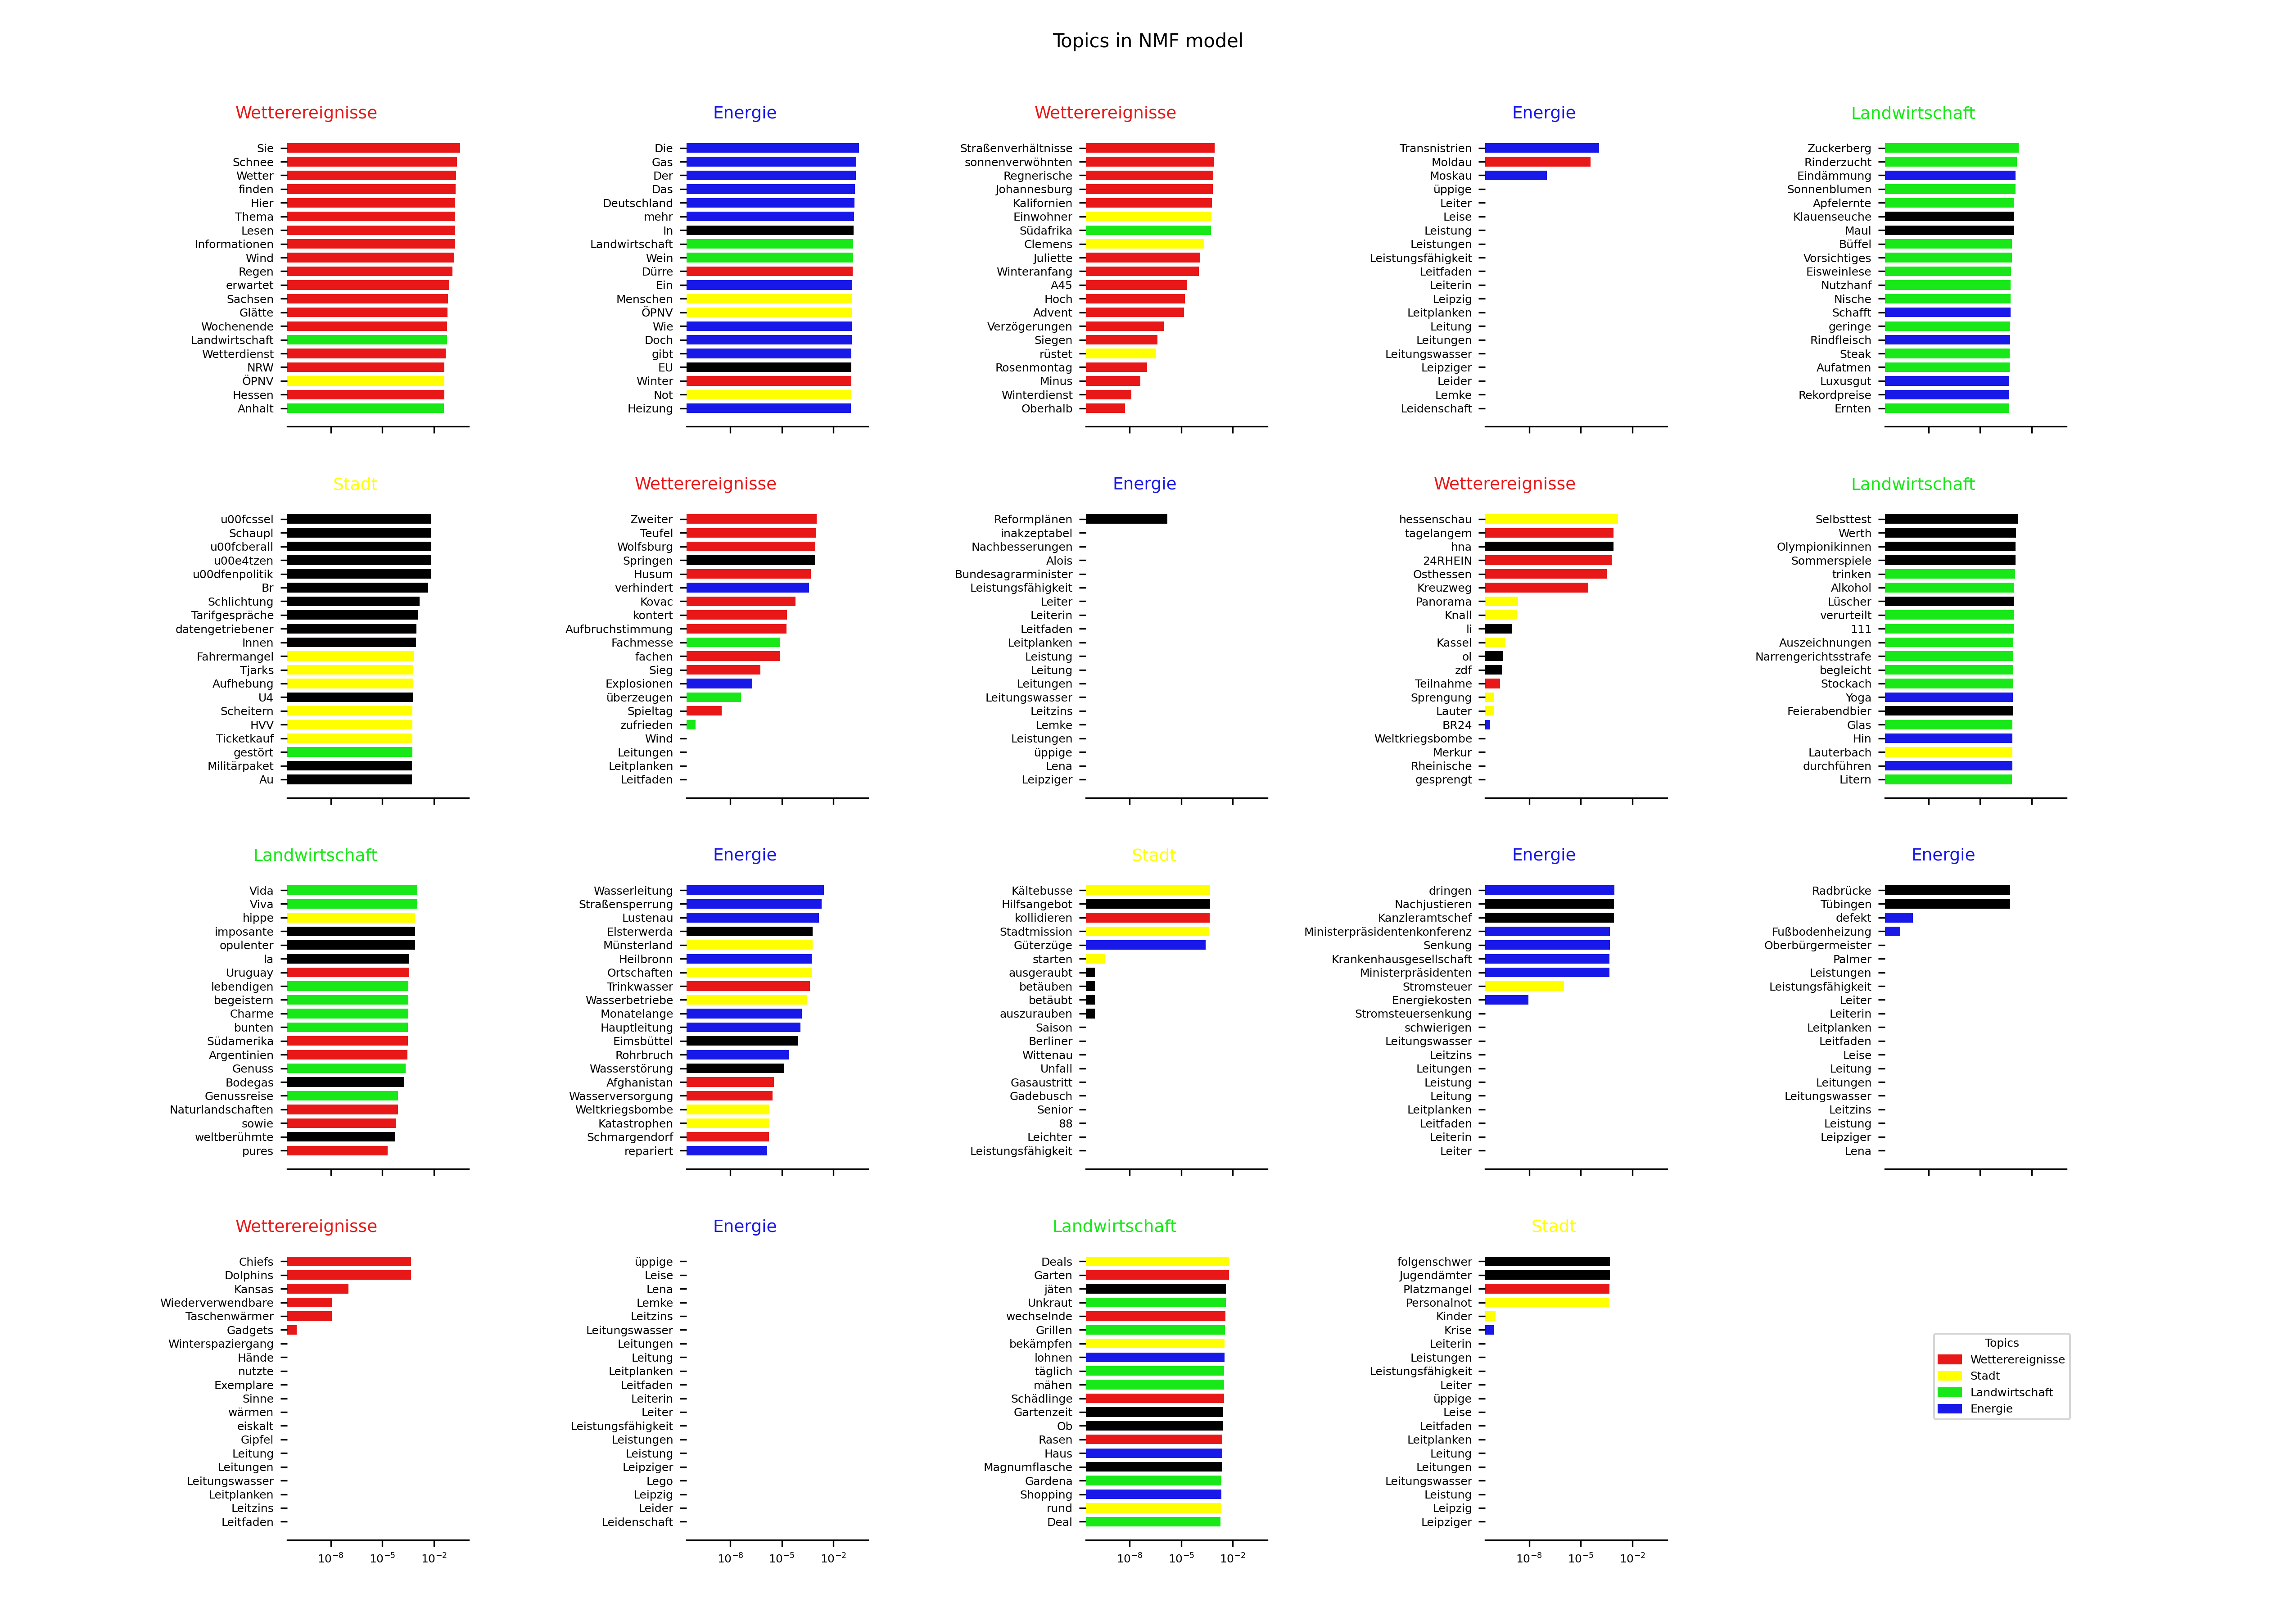 Topics in NMF model
Wetterereignisse
Sie
Schnee
Wetter
finden
Hier
Thema
Lesen
Informationen
Wind
Regen
erwartet
Sachsen
Glätte
Wochenende
Landwirtschaft
Wetterdienst
NRW
ÖPNV
Hessen
Anhalt
Energie
Die
Gas
Der
Das
Deutschland
mehr
In
Landwirtschaft
Wein
Dürre
Ein
Menschen
ÖPNV
Wie
Doch
gibt
EU
Winter
Not
Heizung
Wetterereignisse
Straßenverhältnisse
sonnenverwöhnten
Regnerische
Johannesburg
Kalifornien
Einwohner
Südafrika
Clemens
Juliette
Winteranfang
A45
Hoch
Advent
Verzögerungen
Siegen
rüstet
Rosenmontag
Minus
Winterdienst
Oberhalb
Energie
Transnistrien
Moldau
Moskau
üppige
Leiter
Leise
Leistung
Leistungen
Leistungsfähigkeit
Leitfaden
Leiterin
Leipzig
Leitplanken
Leitung
Leitungen
Leitungswasser
Leipziger
Leider
Lemke
Leidenschaft
Landwirtschaft
Zuckerberg
Rinderzucht
Eindämmung
Sonnenblumen
Apfelernte
Klauenseuche
Maul
Büffel
Vorsichtiges
Eisweinlese
Nutzhanf
Nische
Schafft
geringe
Rindfleisch
Steak
Aufatmen
Luxusgut
Rekordpreise
Ernten
Stadt
u00fcssel
Schaupl
u00fcberall
u00e4tzen
u00dfenpolitik
Br
Schlichtung
Tarifgespräche
datengetriebener
Innen
Fahrermangel
Tjarks
Aufhebung
U4
Scheitern
HVV
Ticketkauf
gestört
Militärpaket
Au
Wetterereignisse
Zweiter
Teufel
Wolfsburg
Springen
Husum
verhindert
Kovac
kontert
Aufbruchstimmung
Fachmesse
fachen
Sieg
Explosionen
überzeugen
Spieltag
zufrieden
Wind
Leitungen
Leitplanken
Leitfaden
Energie
Reformplänen
inakzeptabel
Nachbesserungen
Alois
Bundesagrarminister
Leistungsfähigkeit
Leiter
Leiterin
Leitfaden
Leitplanken
Leistung
Leitung
Leitungen
Leitungswasser
Leitzins
Lemke
Leistungen
üppige
Lena
Leipziger
Wetterereignisse
hessenschau
tagelangem
hna
24RHEIN
Osthessen
Kreuzweg
Panorama
Knall
li
Kassel
ol
zdf
Teilnahme
Sprengung
Lauter
BR24
Weltkriegsbombe
Merkur
Rheinische
gesprengt
Landwirtschaft
Selbsttest
Werth
Olympionikinnen
Sommerspiele
trinken
Alkohol
Lüscher
verurteilt
111
Auszeichnungen
Narrengerichtsstrafe
begleicht
Stockach
Yoga
Feierabendbier
Glas
Hin
Lauterbach
durchführen
Litern
Landwirtschaft
Vida
Viva
hippe
imposante
opulenter
la
Uruguay
lebendigen
begeistern
Charme
bunten
Südamerika
Argentinien
Genuss
Bodegas
Genussreise
Naturlandschaften
sowie
weltberühmte
pures
Energie
Wasserleitung
Straßensperrung
Lustenau
Elsterwerda
Münsterland
Heilbronn
Ortschaften
Trinkwasser
Wasserbetriebe
Monatelange
Hauptleitung
Eimsbüttel
Rohrbruch
Wasserstörung
Afghanistan
Wasserversorgung
Weltkriegsbombe
Katastrophen
Schmargendorf
repariert
Stadt
Kältebusse
Hilfsangebot
kollidieren
Stadtmission
Güterzüge
starten
ausgeraubt
betäuben
betäubt
auszurauben
Saison
Berliner
Wittenau
Unfall
Gasaustritt
Gadebusch
Senior
88
Leichter
Leistungsfähigkeit
Energie
dringen
Nachjustieren
Kanzleramtschef
Ministerpräsidentenkonferenz
Senkung
Krankenhausgesellschaft
Ministerpräsidenten
Stromsteuer
Energiekosten
Stromsteuersenkung
schwierigen
Leitungswasser
Leitzins
Leitungen
Leistung
Leitung
Leitplanken
Leitfaden
Leiterin
Leiter
Energie
Radbrücke
Tübingen
defekt
Fußbodenheizung
Oberbürgermeister
Palmer
Leistungen
Leistungsfähigkeit
Leiter
Leiterin
Leitplanken
Leitfaden
Leise
Leitung
Leitungen
Leitungswasser
Leitzins
Leistung
Leipziger
Lena
Wetterereignisse
Chiefs
Dolphins
Kansas
Wiederverwendbare
Taschenwärmer
Gadgets
Winterspaziergang
Hände
nutzte
Exemplare
Sinne
wärmen
eiskalt
Gipfel
Leitung
Leitungen
Leitungswasser
Leitplanken
Leitzins
Leitfaden
10⁻⁸ 10⁻⁵ 10⁻²
Energie
üppige
Leise
Lena
Lemke
Leitzins
Leitungswasser
Leitungen
Leitung
Leitplanken
Leitfaden
Leiterin
Leiter
Leistungsfähigkeit
Leistungen
Leistung
Leipziger
Lego
Leipzig
Leider
Leidenschaft
10⁻⁸ 10⁻⁵ 10⁻²
Landwirtschaft
Deals
Garten
jäten
Unkraut
wechselnde
Grillen
bekämpfen
lohnen
täglich
mähen
Schädlinge
Gartenzeit
Ob
Rasen
Haus
Magnumflasche
Gardena
Shopping
rund
Deal
10⁻⁸ 10⁻⁵ 10⁻²
Stadt
folgenschwer
Jugendämter
Platzmangel
Personalnot
Kinder
Krise
Leiterin
Leistungen
Leistungsfähigkeit
Leiter
üppige
Leise
Leitfaden
Leitplanken
Leitung
Leitungen
Leitungswasser
Leistung
Leipzig
Leipziger
10⁻⁸ 10⁻⁵ 10⁻²
Topics
Wetterereignisse
Stadt
Landwirtschaft
Energie